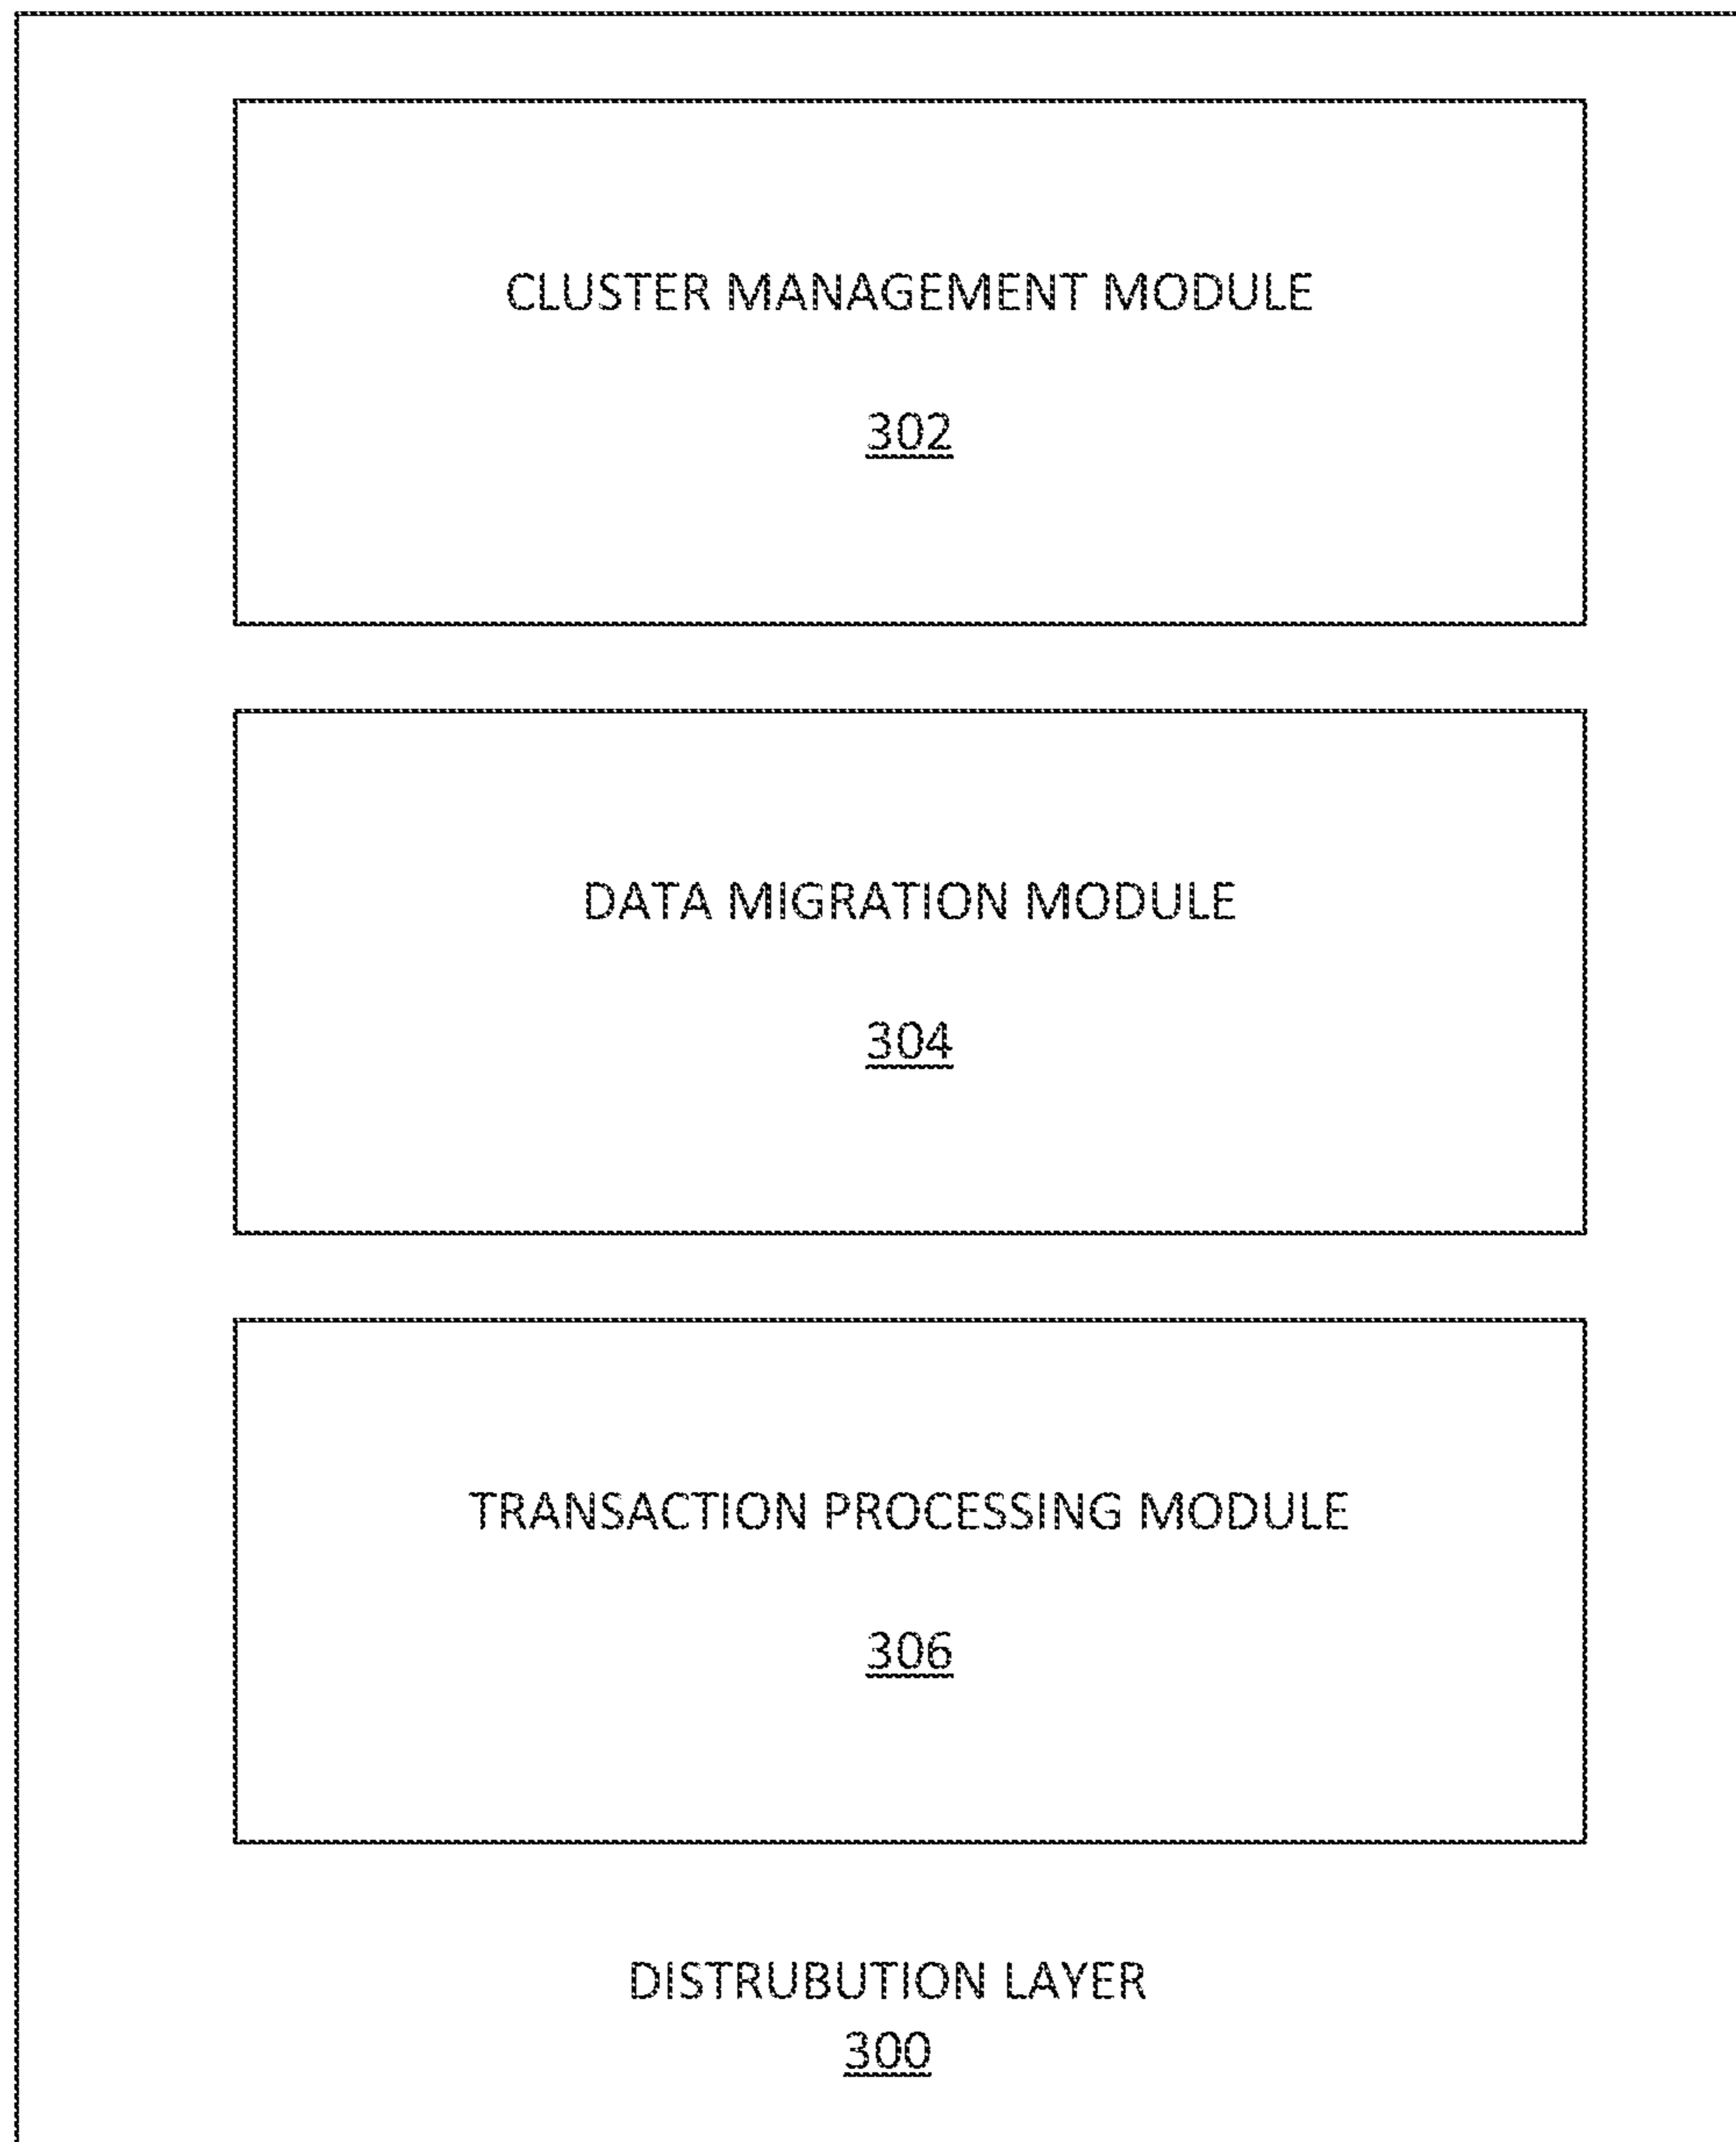 CLUSTER MANAGEMENT MODULE
302
DATA MIGRATION MODULE
304
TRANSACTION PROCESSING MODULE
306
DISTRUBUTION LAYER
300